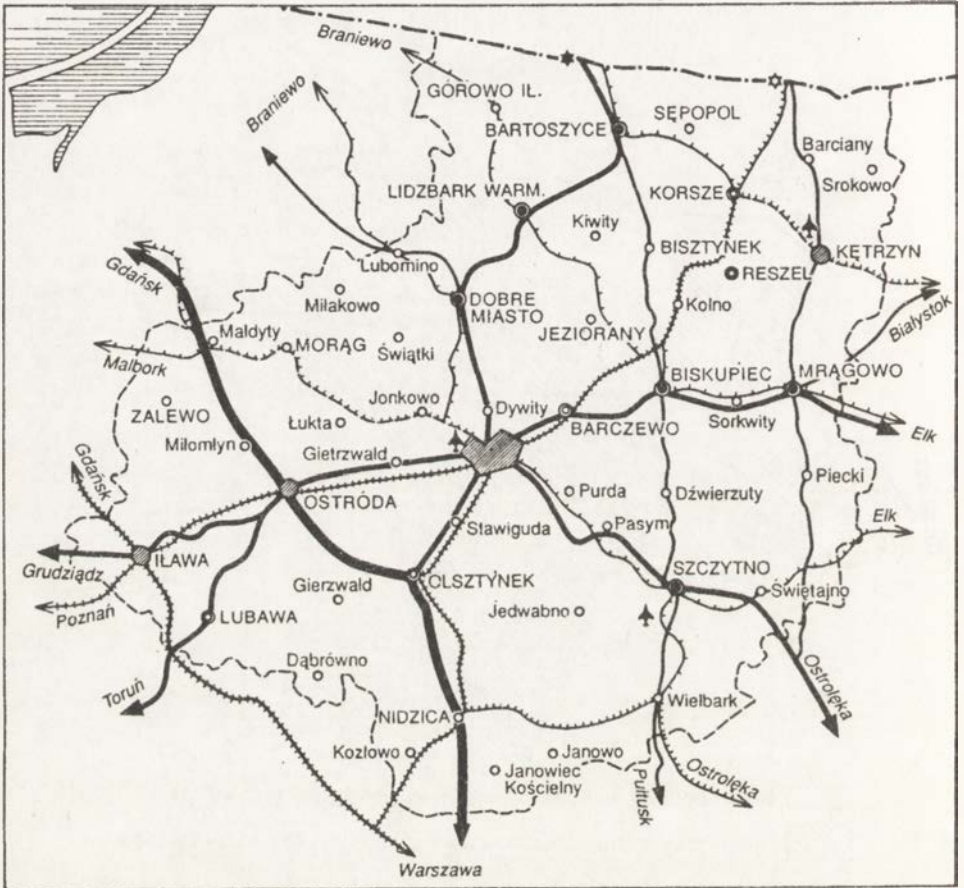 Braniewo
GÓROWO IŁ.
SĘPOPOL
Braniewo
BARTOSZYCE
Barciany
Srokowo
LIDZBARK WARM.
KORSZE
Kiwity
BISZTYNEK
KĘTRZYN
Gdańsk
Lubomino
RESZEL
Miłakowo
DOBRE
MIASTO
Kolno
Białystok
Małdyty
MORĄG
Świątki
JEZIORANY
Malbork
BISKUPIEC
MRĄGOWO
ZALEWO
Jonkowo
Dywity
Sorkwity
Łukta
BARCZEWO
Ełk
Miłomłyn
Gietrzwałd
Gdańsk
Piecki
OSTRÓDA
Purda
Dźwierzuty
Stawiguda
Pasym
Ełk
IŁAWA
Grudziądz
OLSZTYNEK
SZCZYTNO
Gierzwałd
Świętajno
Poznań
Jedwabno
LUBAWA
Dąbrówno
Ostrołęka
Toruń
Wielbark
NIDZICA
Kozłowo
Janowo
Janowiec
Kościelny
Pułtusk
Ostrołęka
Warszawa